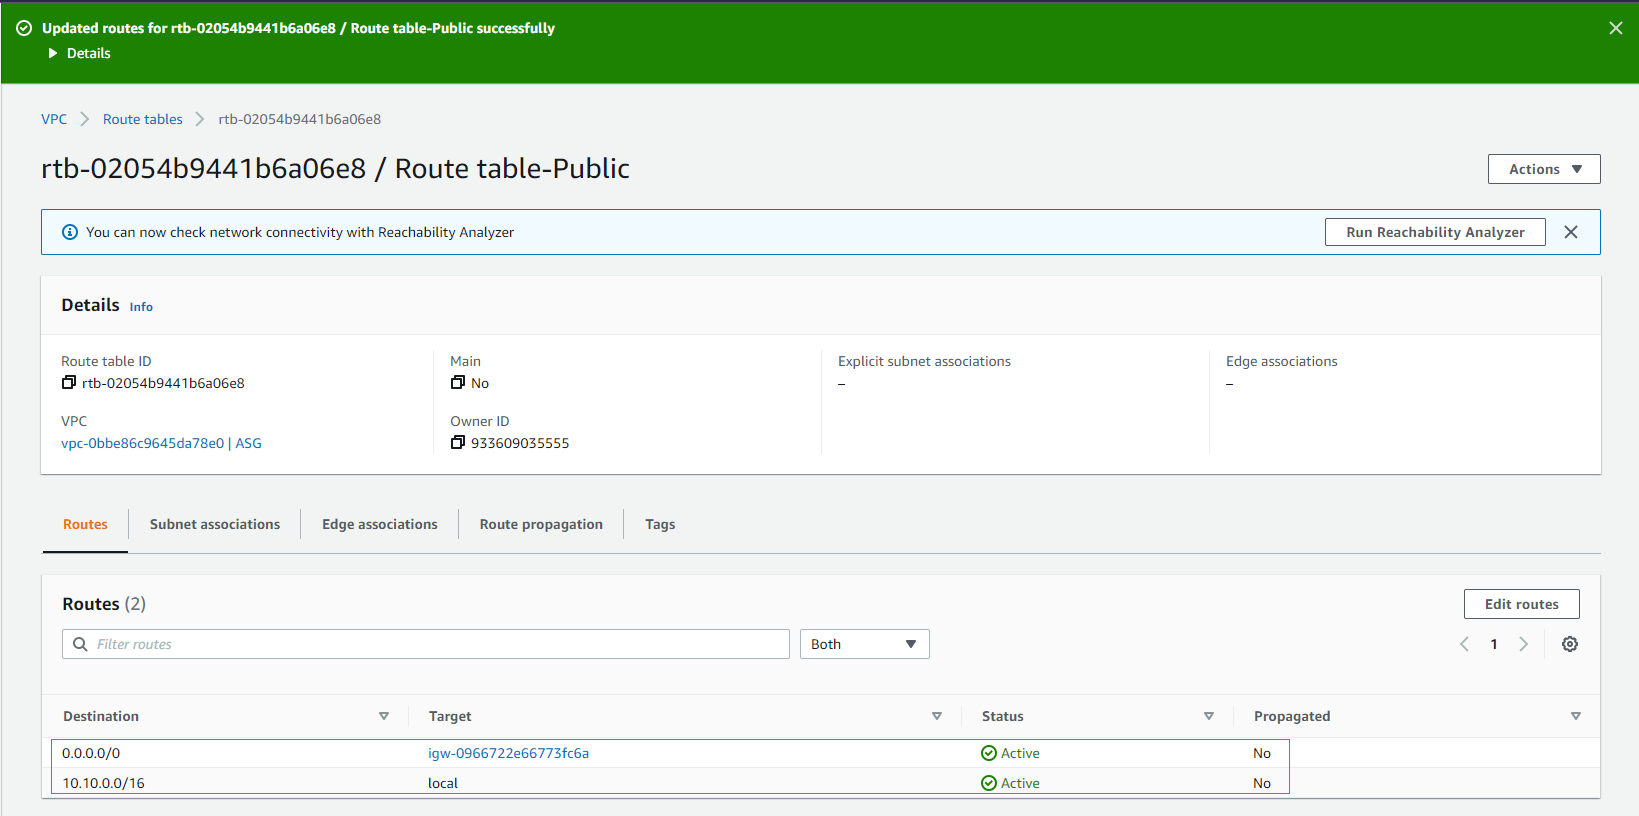 Updated routes for rtb-02054b9441b6a06e8 / Route table-Public successfully
Details
VPC Route tables rtb-02054b9441b6a06e8
rtb-02054b9441b6a06e8 / Route table-Public
Actions
You can now check network connectivity with Reachability Analyzer
Run Reachability Analyzer
Details Info
Route table ID Main Explicit subnet associations Edge associations
rtb-02054b9441b6a06e8 No – –
VPC Owner ID
vpc-0bbe86c9645da78e0 | ASG 933609035555
Routes Subnet associations Edge associations Route propagation Tags
Routes (2)
Edit routes
Filter routes Both 1
Destination Target Status Propagated
0.0.0.0/0 igw-0966722e66773fc6a Active No
10.10.0.0/16 local Active No